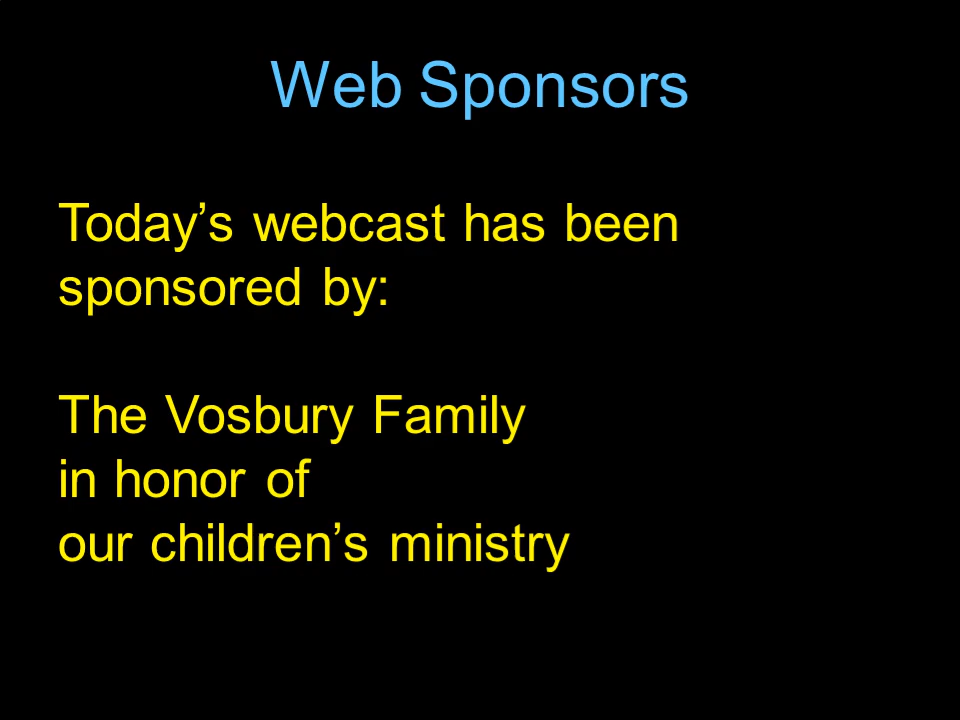 Web Sponsors
Today’s webcast has been
sponsored by:
The Vosbury Family
in honor of
our children’s ministry